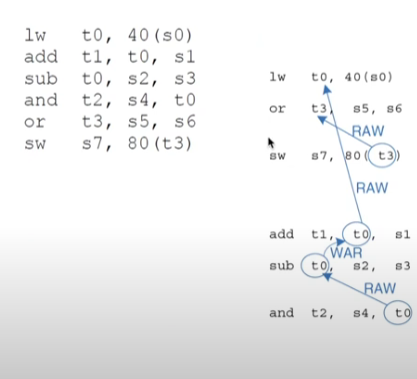 lw t0, 40(s0)
add t1, t0, s1
sub t0, s2, s3
and t2, s4, t0
or t3, s5, s6
sw s7, 80(t3)
lw t0, 40(s0)
or t3, s5, s6
RAW
sw s7, 80(t3)
RAW
add t1, t0, s1
WAR
sub t0, s2, s3
RAW
and t2, s4, t0